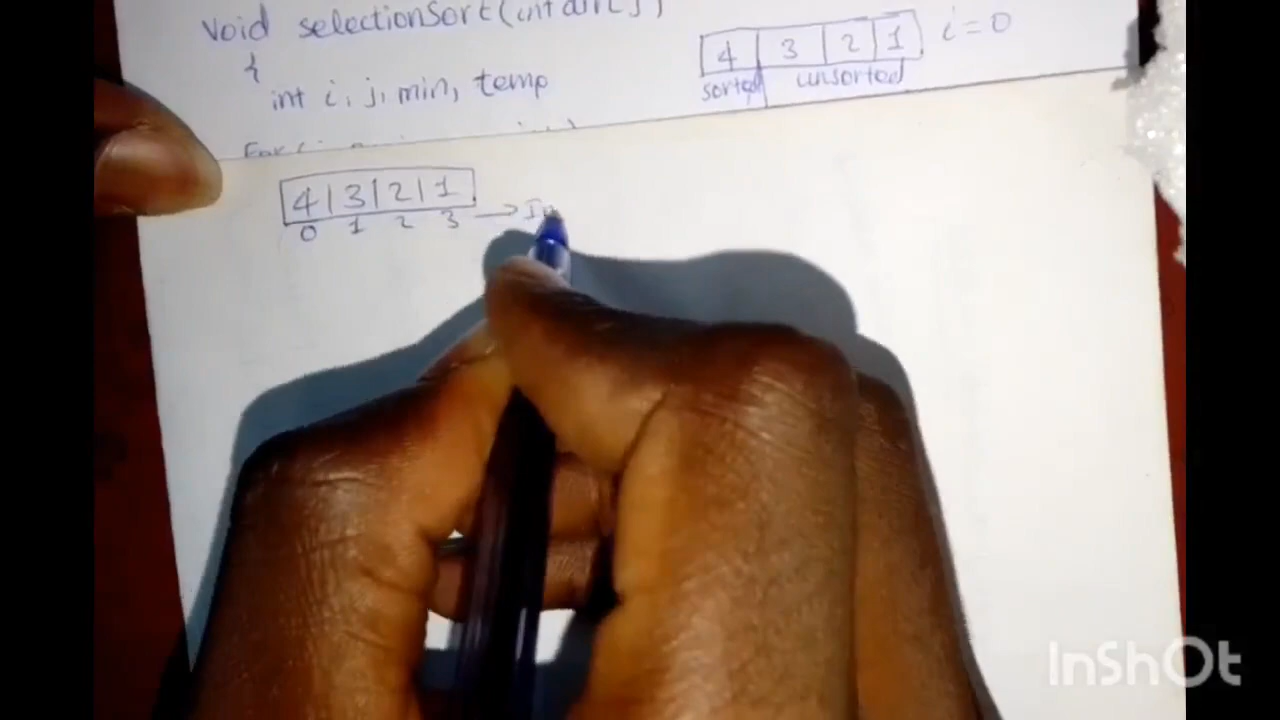 void selectionSort(int arr[])
{
int i, j, min, temp
4 3 2 1 i=0
sorted unsorted
4|3|2|1
0 1 2 3 →
InShOt